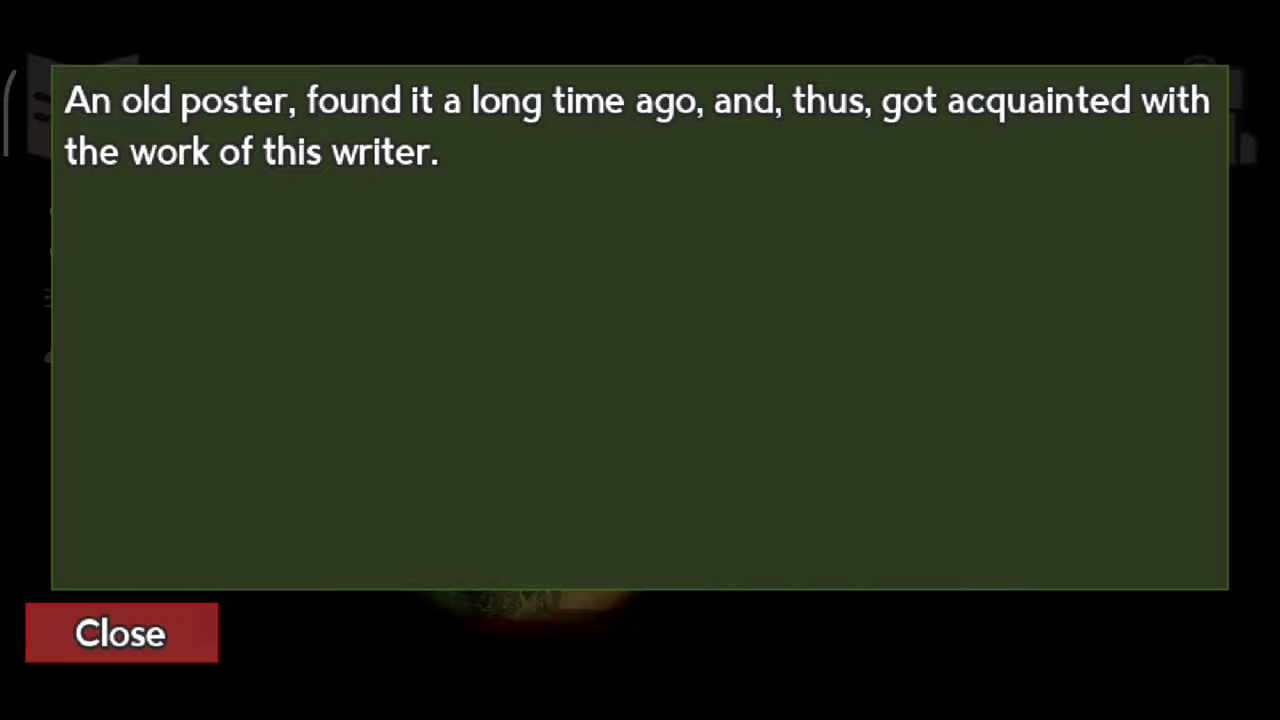 An old poster, found it a long time ago, and, thus, got acquainted with
the work of this writer.
Close